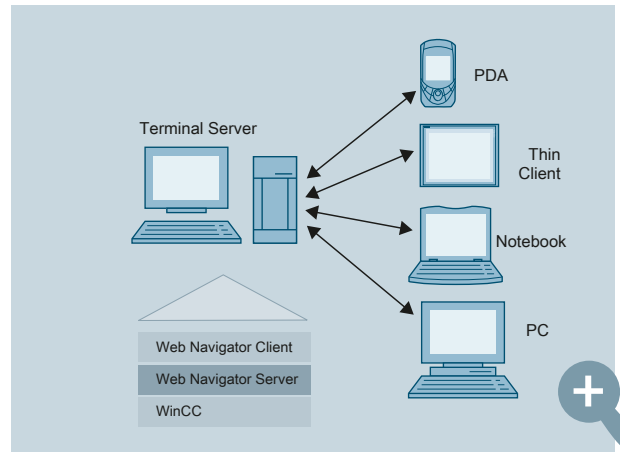 PDA
Terminal Server
Thin
Client
Notebook
PC
Web Navigator Client
Web Navigator Server
WinCC